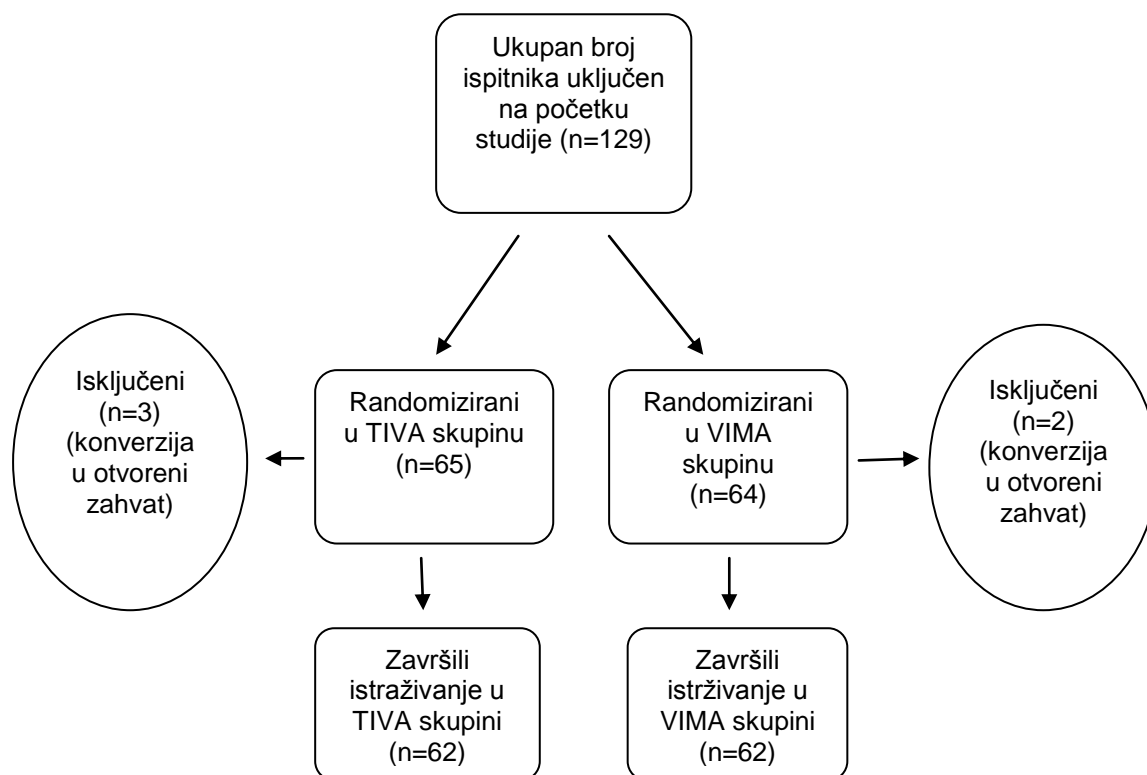 Ukupan broj
ispitnika uključen
na početku
studije (n=129)
Isključeni
(n=3)
(konverzija
u otvoreni
zahvat)
Randomizirani
u TIVA skupinu
(n=65)
Randomizirani
u VIMA
skupinu
(n=64)
Isključeni
(n=2)
(konverzija
u otvoreni
zahvat)
Završili
istraživanje u
TIVA skupini
(n=62)
Završili
istrživanje u
VIMA skupini
(n=62)